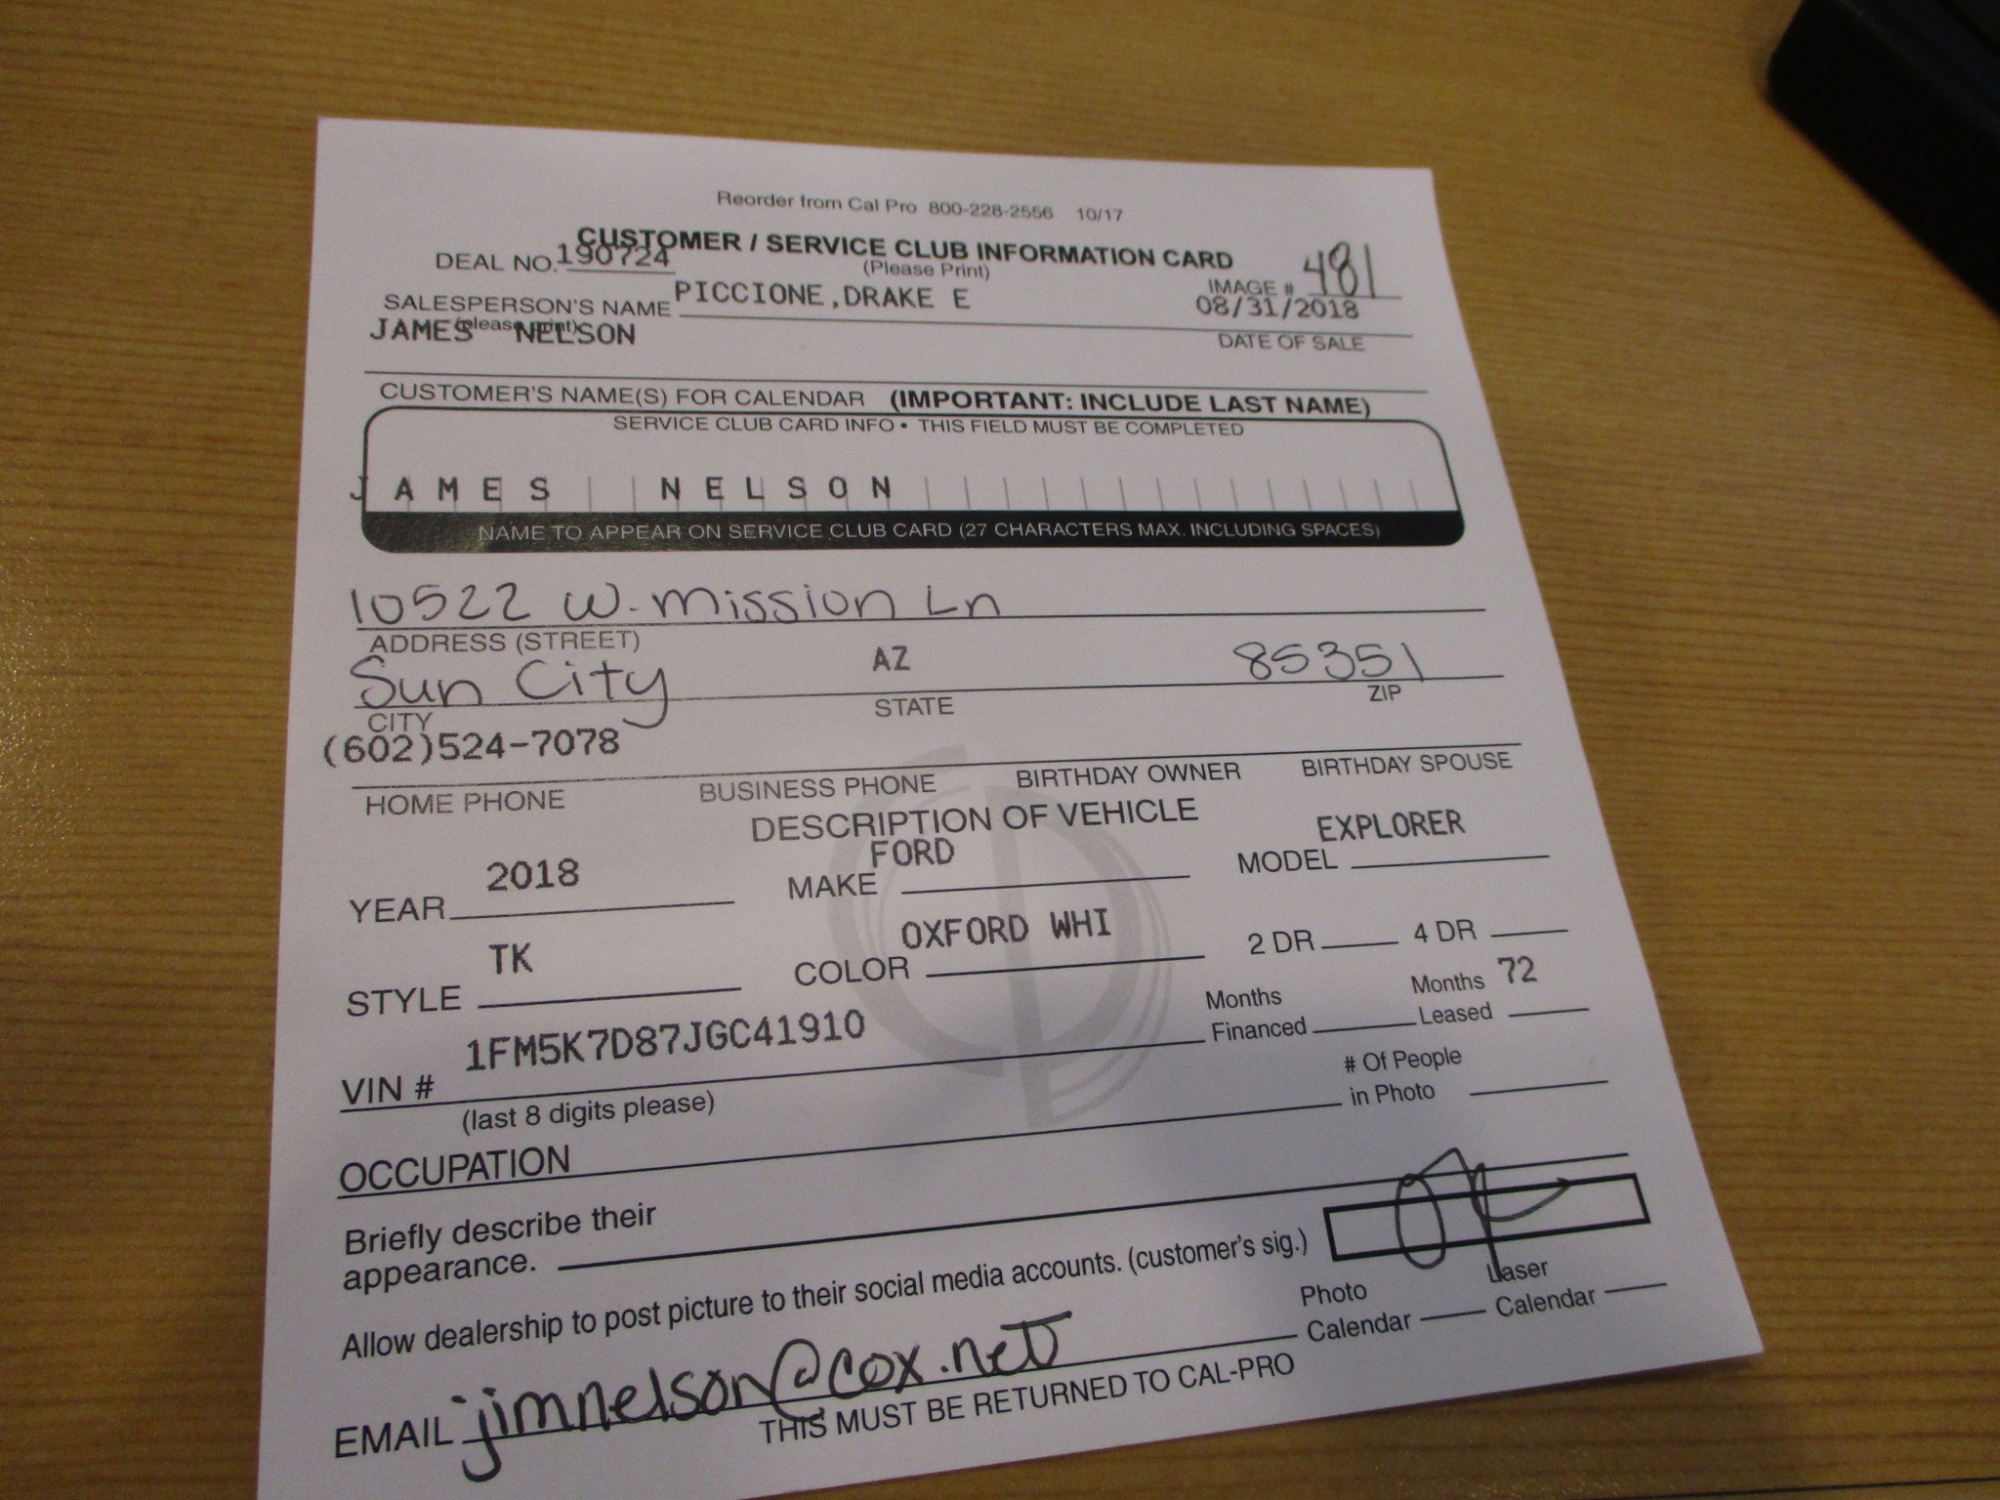 Reorder from Cal Pro 800-228-2556 10/17
CUSTOMER / SERVICE CLUB INFORMATION CARD
DEAL NO. 190724 (Please Print) IMAGE # 481
SALESPERSON'S NAME PICCIONE,DRAKE E 08/31/2018
(please print) DATE OF SALE
JAMES NELSON
CUSTOMER'S NAME(S) FOR CALENDAR (IMPORTANT: INCLUDE LAST NAME)
SERVICE CLUB CARD INFO • THIS FIELD MUST BE COMPLETED
JAMES NELSON
NAME TO APPEAR ON SERVICE CLUB CARD (27 CHARACTERS MAX. INCLUDING SPACES)
10522 W. Mission Ln
ADDRESS (STREET)
Sun City AZ 85351
CITY STATE ZIP
(602)524-7078
HOME PHONE BUSINESS PHONE BIRTHDAY OWNER BIRTHDAY SPOUSE
DESCRIPTION OF VEHICLE
YEAR 2018 MAKE FORD MODEL EXPLORER
STYLE TK COLOR OXFORD WHI 2 DR 4 DR
VIN # 1FM5K7D87JGC41910 Months Financed Months Leased 72
(last 8 digits please)
# Of People in Photo
OCCUPATION
Briefly describe their
appearance.
Allow dealership to post picture to their social media accounts. (customer's sig.)
Photo Calendar Laser Calendar
EMAIL jimnelson@cox.net
THIS MUST BE RETURNED TO CAL-PRO